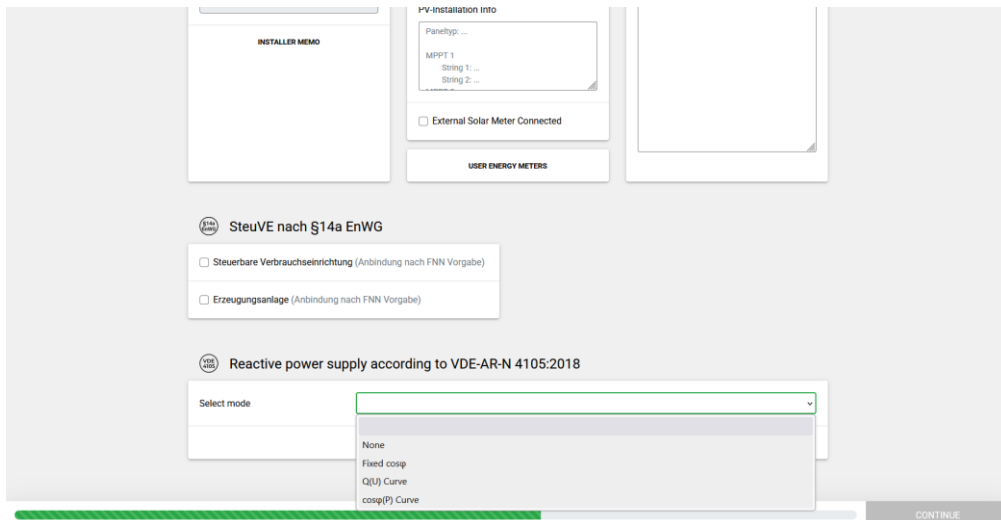 PV-Installation Info
Paneltyp: ...
MPPT 1
String 1: ...
String 2: ...
INSTALLER MEMO
External Solar Meter Connected
USER ENERGY METERS
§14a
EnWG
SteuVE nach §14a EnWG
Steuerbare Verbrauchseinrichtung (Anbindung nach FNN Vorgabe)
Erzeugungsanlage (Anbindung nach FNN Vorgabe)
VDE
4105
Reactive power supply according to VDE-AR-N 4105:2018
Select mode
None
Fixed cosφ
Q(U) Curve
cosφ(P) Curve
CONTINUE